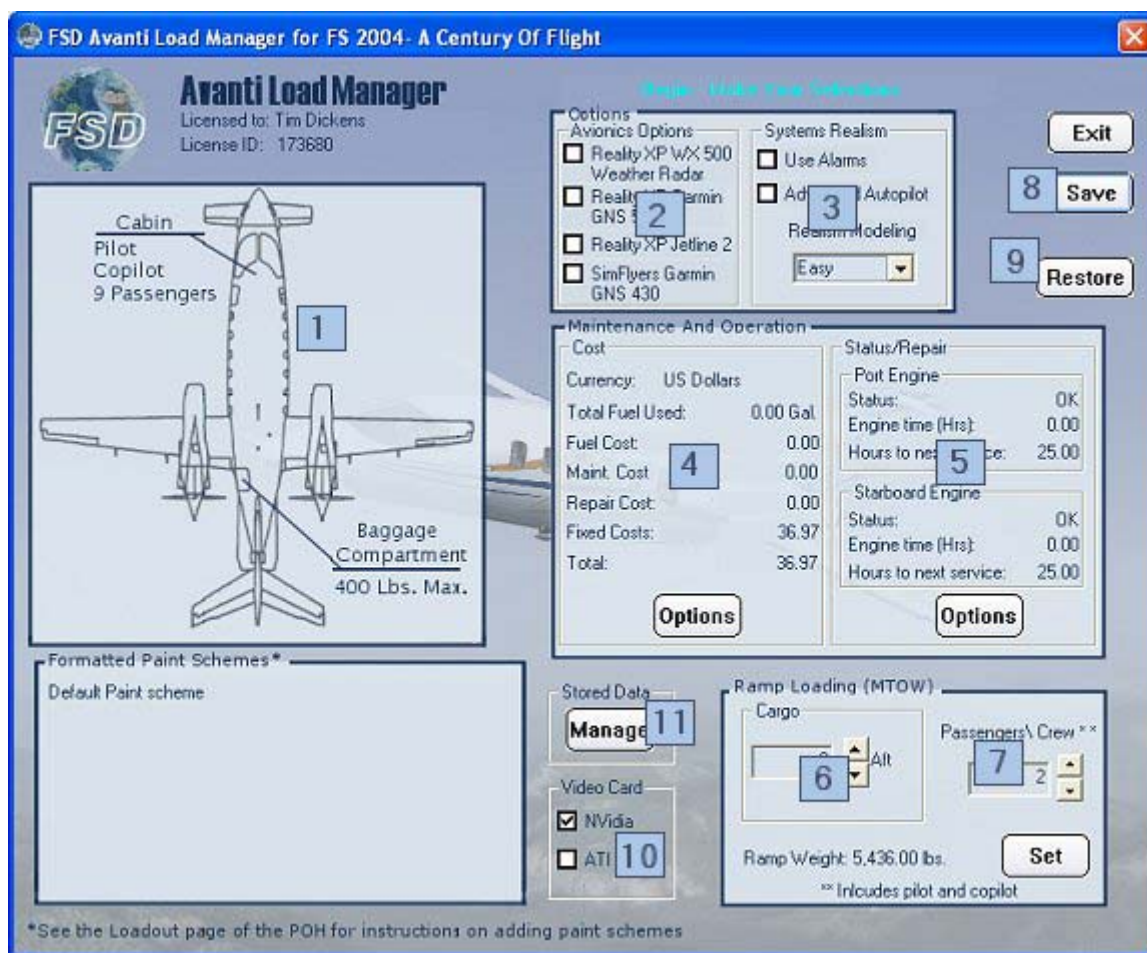 FSD Avanti Load Manager for FS 2004- A Century Of Flight
FSD
Avanti Load Manager
Licensed to: Tim Dickens
License ID: 173680
Begin - Make Your Selections
Cabin
Pilot
Copilot
9 Passengers
1
Baggage
Compartment
400 Lbs. Max.
Options
Avionics Options
Reality XP WX 500
Weather Radar
Reality
GNS
2
Reality XP Jetline 2
SimFlyers Garmin
GNS 430
Systems Realism
Use Alarms
Autopilot
3
Modeling
Easy
Exit
8
Save
9
Restore
Maintenance And Operation
Cost
Currency: US Dollars
Total Fuel Used: 0.00 Gal.
Fuel Cost: 0.00
4
Maint. Cost 0.00
Repair Cost: 0.00
Fixed Costs: 36.97
Total: 36.97
Options
Status/Repair
Port Engine
Status: OK
Engine time (Hrs): 0.00
Hours to 25.00
5
Starboard Engine
Status: OK
Engine time (Hrs): 0.00
Hours to next service: 25.00
Options
Formatted Paint Schemes*
Default Paint scheme
Stored Data
Manage
11
Video Card
NVidia
ATI
10
Ramp Loading (MTOW)
Cargo
6
Aft
Passengers\ Crew **
7
2
Ramp Weight: 5,436.00 lbs.
Set
** Inlcudes pilot and copilot
*See the Loadout page of the POH for instructions on adding paint schemes